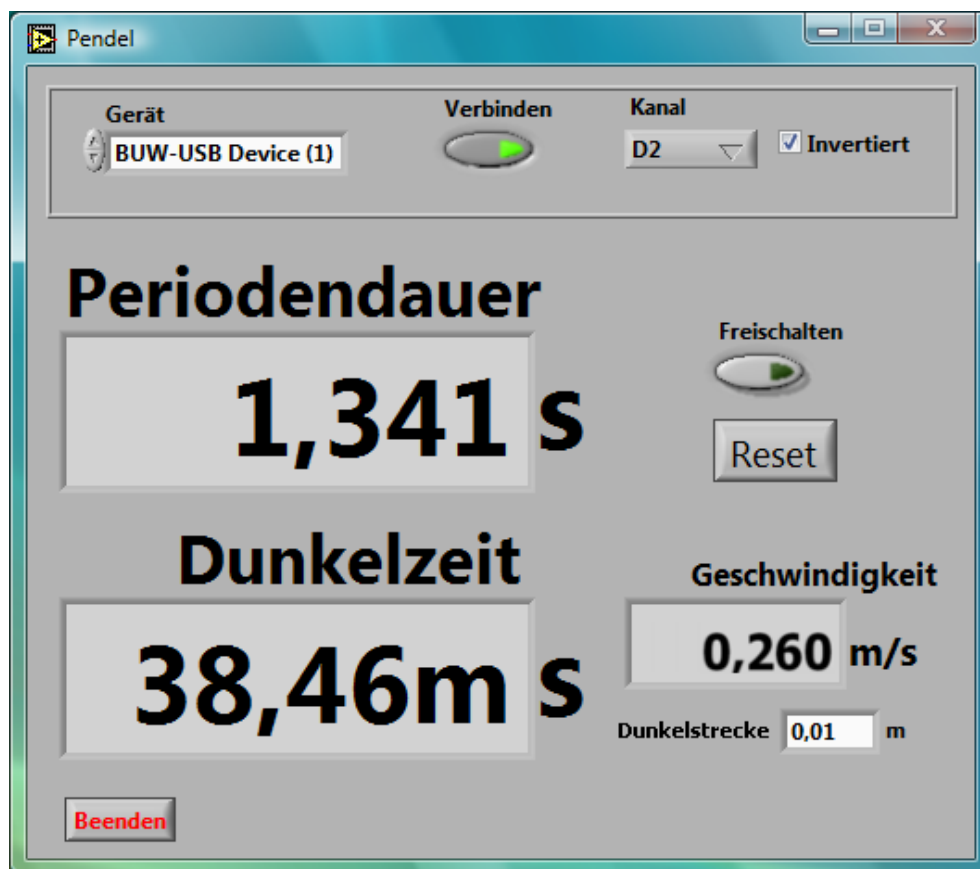 Pendel
Gerät
Verbinden
Kanal
BUW-USB Device (1)
D2
Invertiert
Periodendauer
1,341 s
Freischalten
Reset
Dunkelzeit
38,46m s
Geschwindigkeit
0,260 m/s
Dunkelstrecke 0,01 m
Beenden